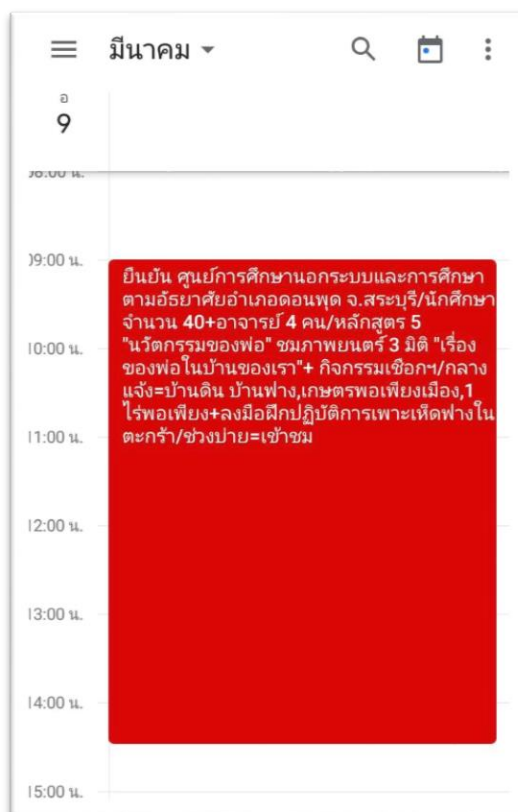 มีนาคม
อ
9
08:00 น.
09:00 น.
ยืนยัน ศูนย์การศึกษานอกระบบและการศึกษา
ตามอัธยาศัยอำเภอดอนพุด จ.สระบุรี/นักศึกษา
จำนวน 40+อาจารย์ 4 คน/หลักสูตร 5
"นวัตกรรมของพ่อ" ชมภาพยนตร์ 3 มิติ "เรื่อง
ของพ่อในบ้านของเรา"+ กิจกรรมเชือกฯ/กลาง
แจ้ง=บ้านดิน บ้านฟาง,เกษตรพอเพียงเมือง,1
ไร่พอเพียง+ลงมือฝึกปฏิบัติการเพาะเห็ดฟางใน
ตะกร้า/ช่วงบ่าย=เข้าชม
10:00 น.
11:00 น.
12:00 น.
13:00 น.
14:00 น.
15:00 น.